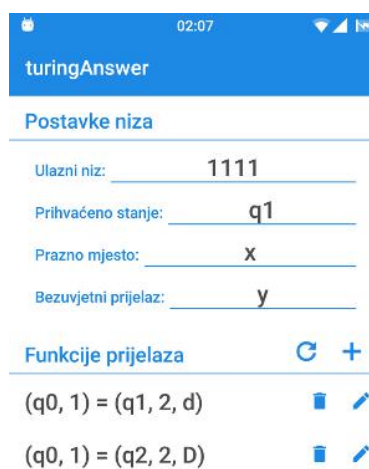 02:07
turingAnswer
Postavke niza
Ulazni niz: 1111
Prihvaćeno stanje: q1
Prazno mjesto: x
Bezuvjetni prijelaz: y
Funkcije prijelaza
(q0, 1) = (q1, 2, d)
(q0, 1) = (q2, 2, D)